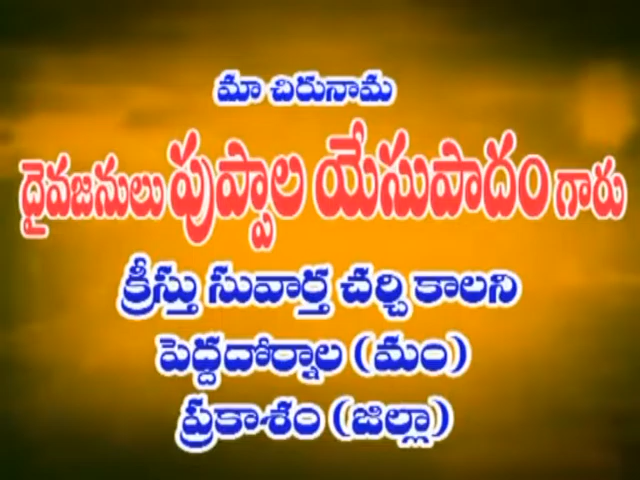 మా చిరునామ
దైవజనులు పుప్పాల యేసుపాదం గారు
క్రీస్తు సువార్త చర్చి కాలని
పెద్దదోర్నాల (మం)
ప్రకాశం (జిల్లా)